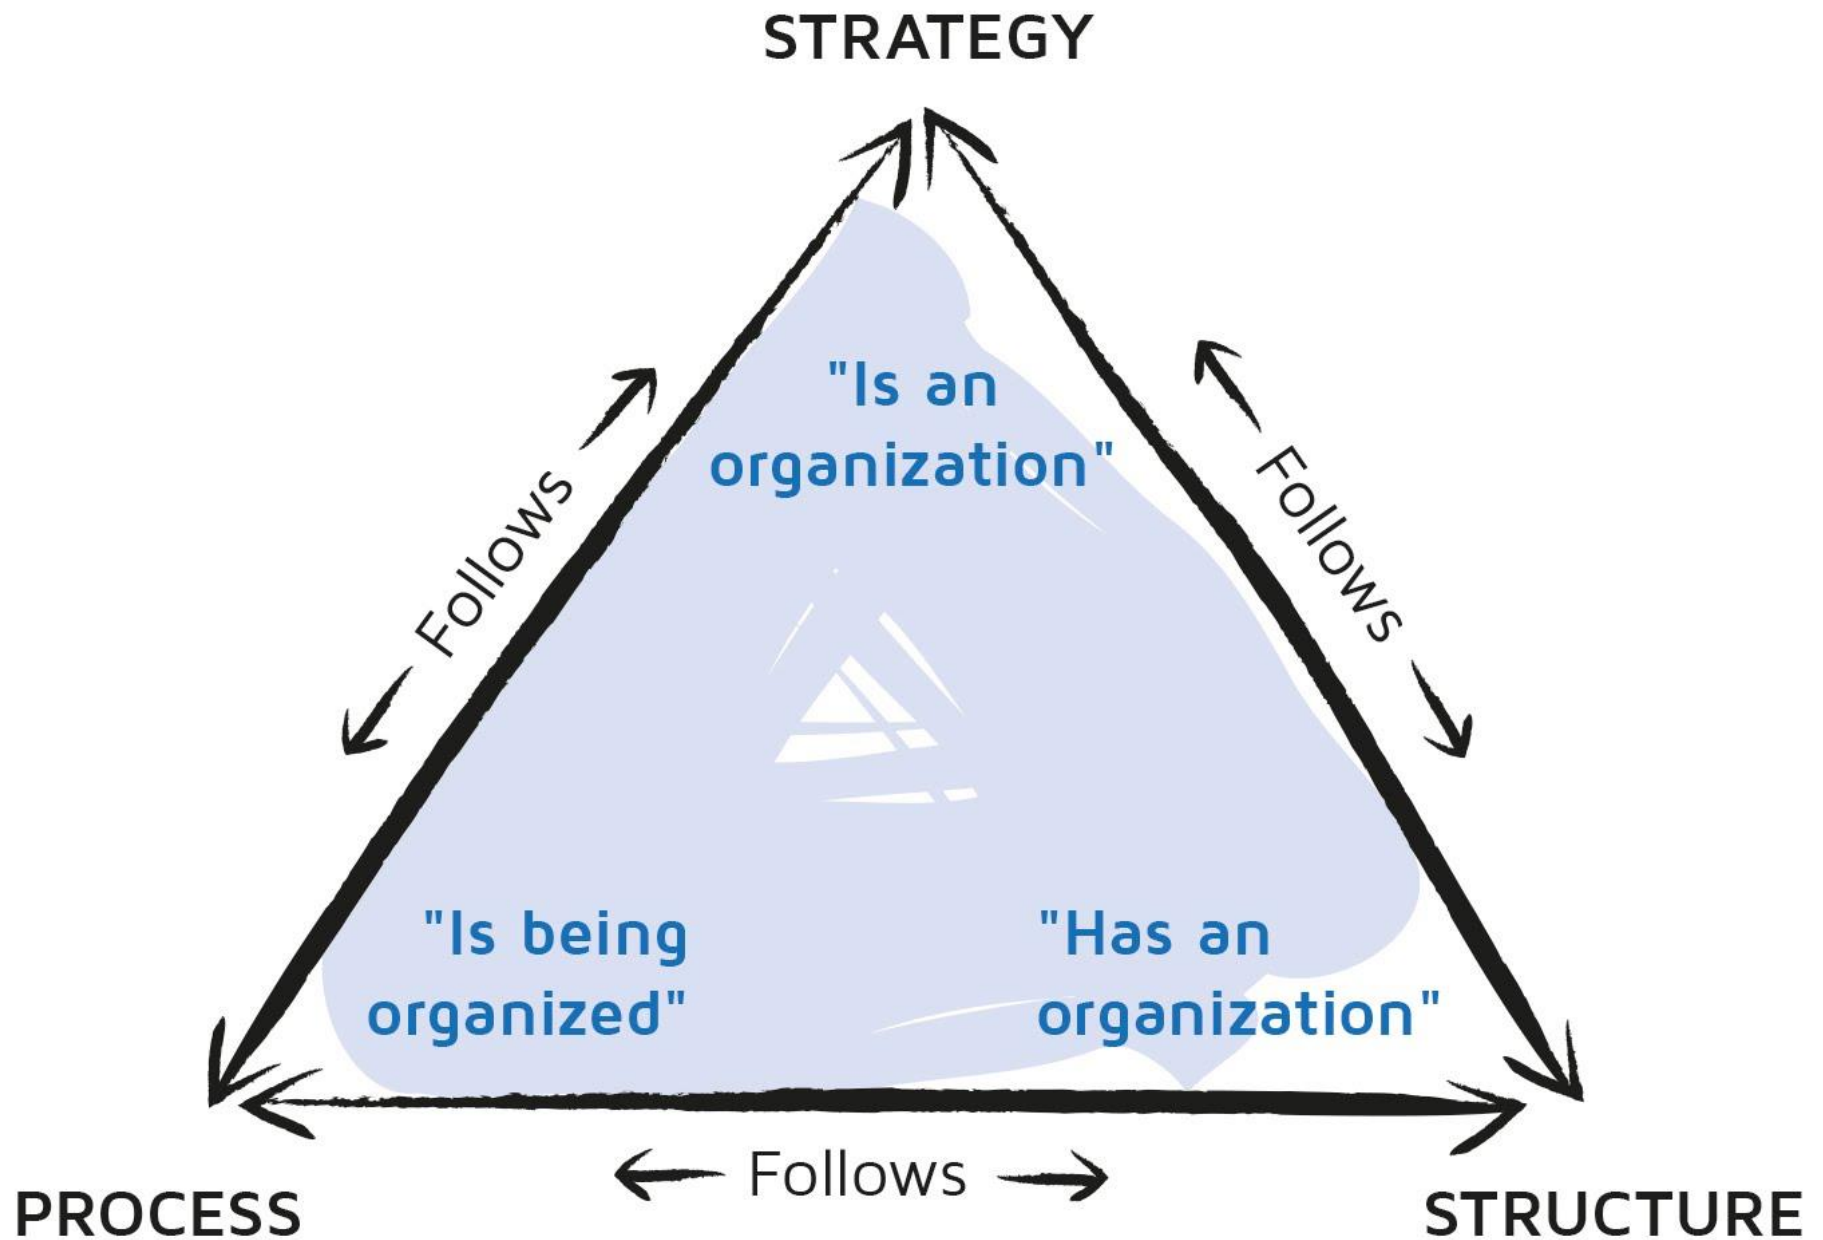 STRATEGY
"Is an
organization"
Follows
Follows
"Is being
organized"
"Has an
organization"
Follows
PROCESS
STRUCTURE